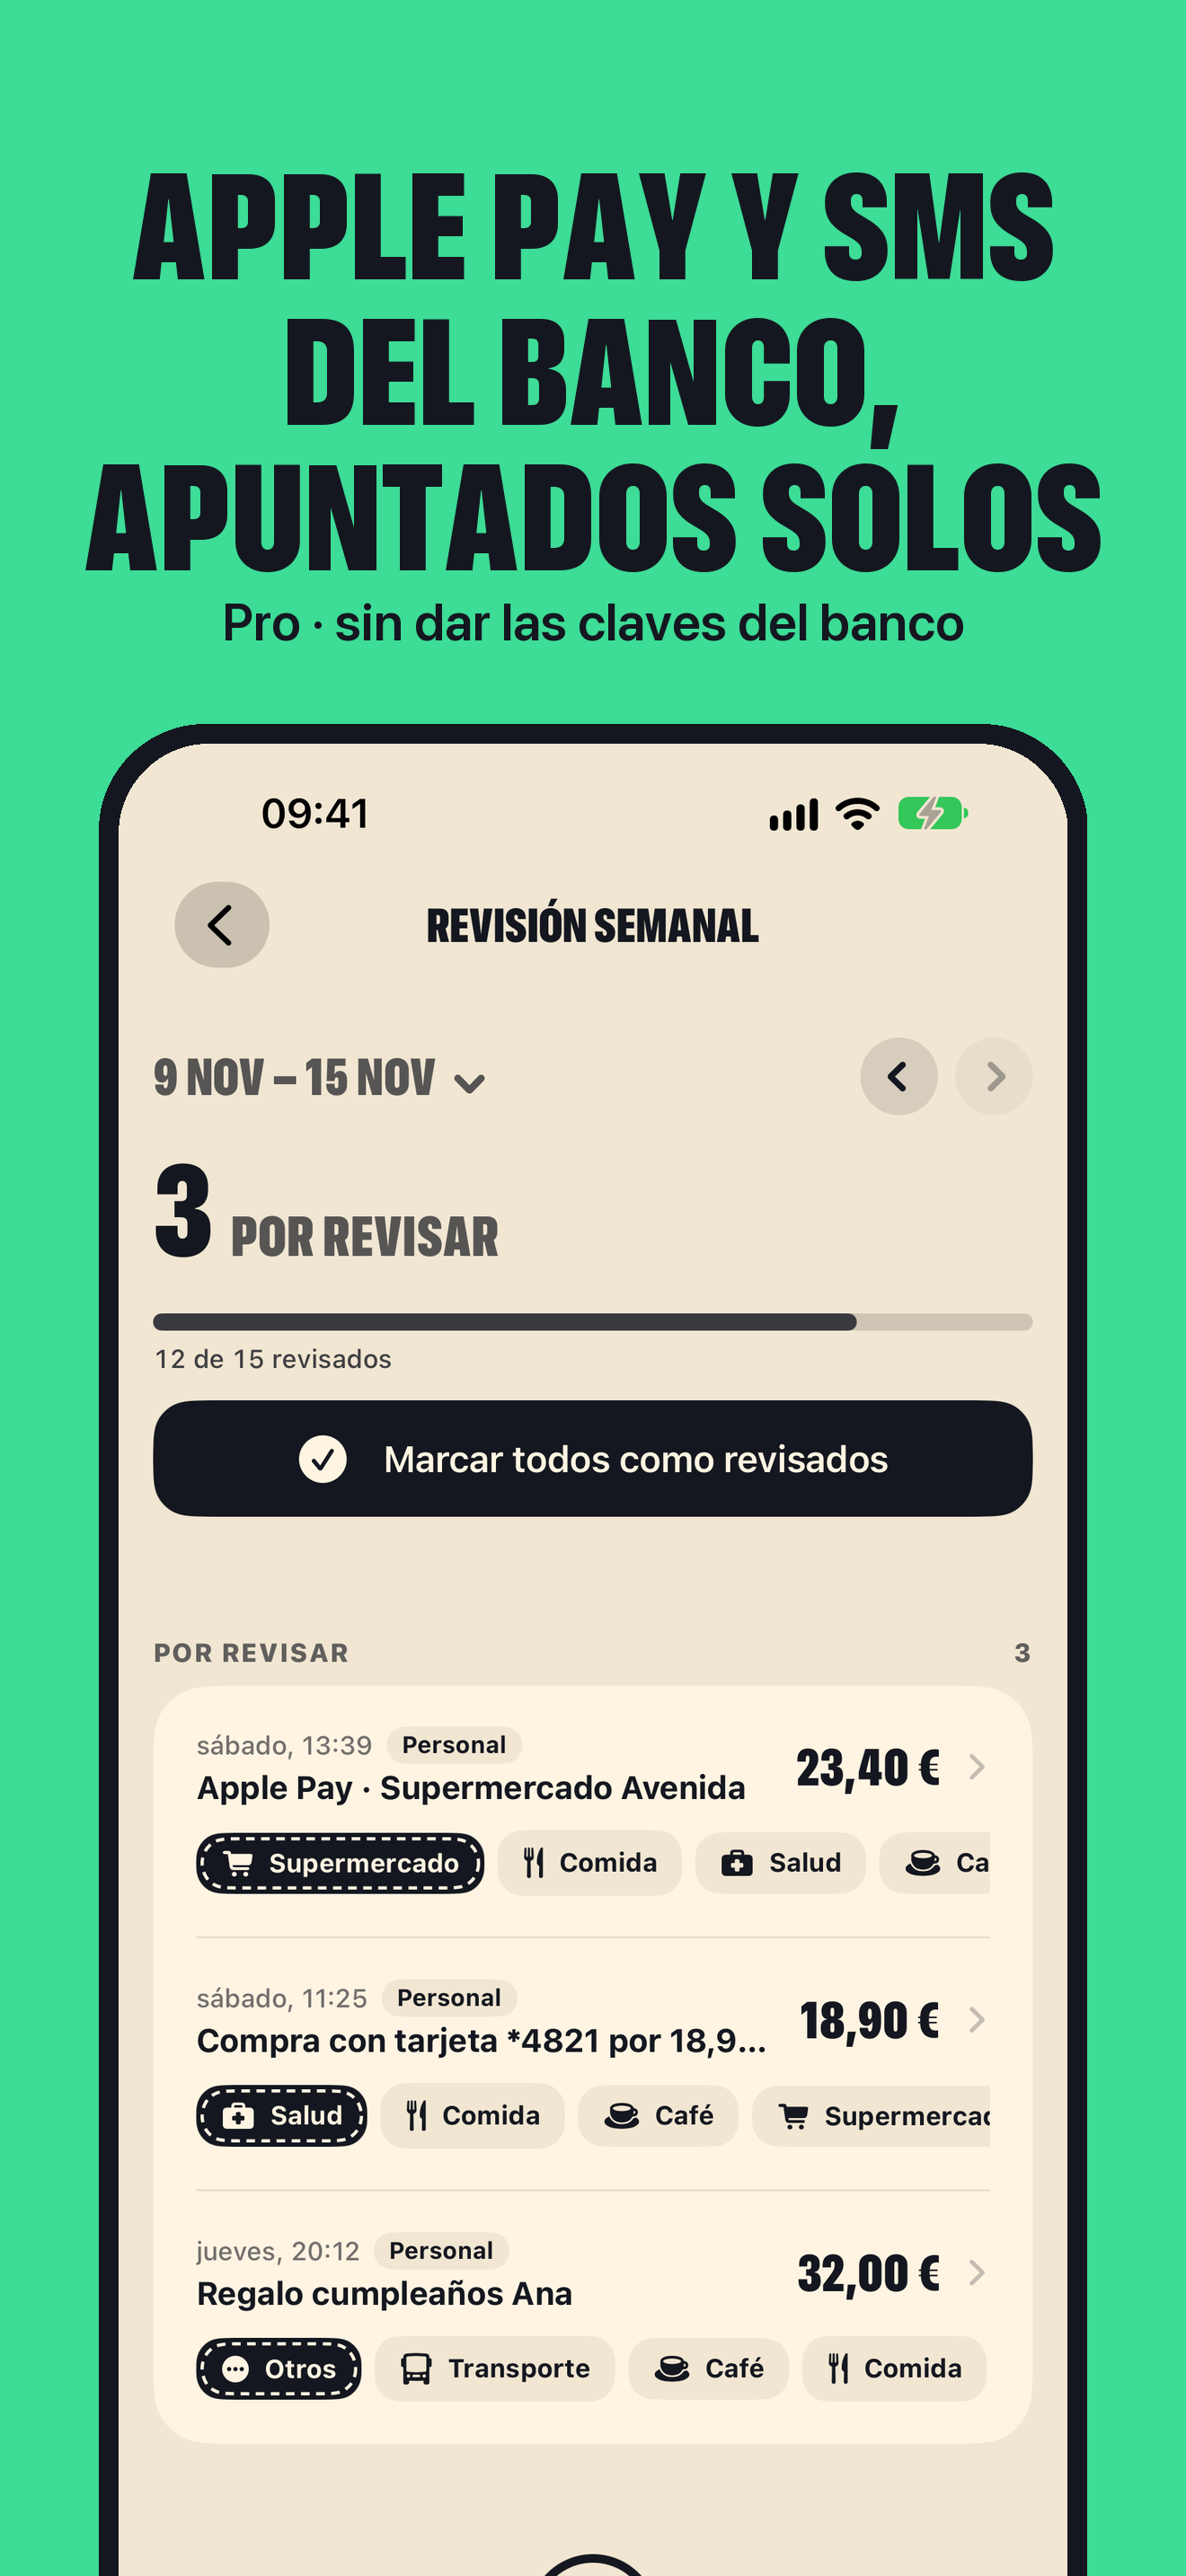 APPLE PAY Y SMS
DEL BANCO,
APUNTADOS SOLOS
Pro · sin dar las claves del banco
09:41
REVISIÓN SEMANAL
9 NOV – 15 NOV
3 POR REVISAR
12 de 15 revisados
Marcar todos como revisados
POR REVISAR 3
sábado, 13:39 Personal
Apple Pay · Supermercado Avenida 23,40 €
Supermercado Comida Salud Ca
sábado, 11:25 Personal
Compra con tarjeta *4821 por 18,9... 18,90 €
Salud Comida Café Supermercad
jueves, 20:12 Personal
Regalo cumpleaños Ana 32,00 €
Otros Transporte Café Comida